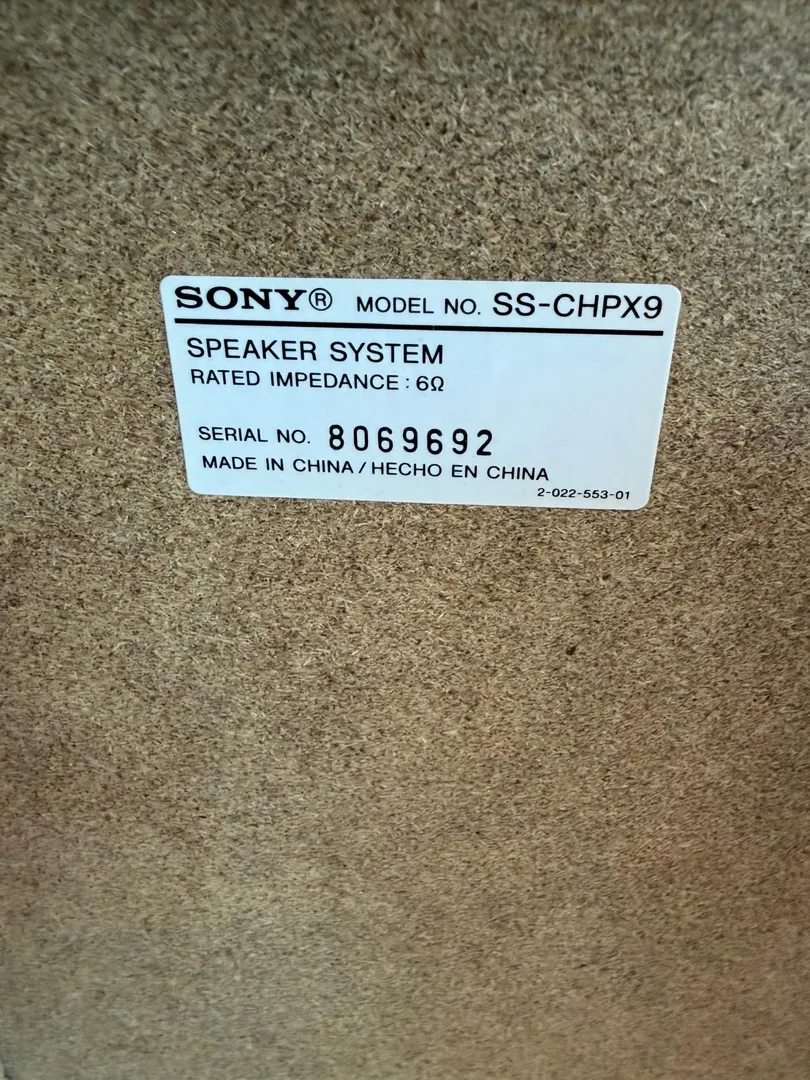 SONY® MODEL NO. SS-CHPX9
SPEAKER SYSTEM
RATED IMPEDANCE : 6Ω
SERIAL NO. 8069692
MADE IN CHINA / HECHO EN CHINA
2-022-553-01